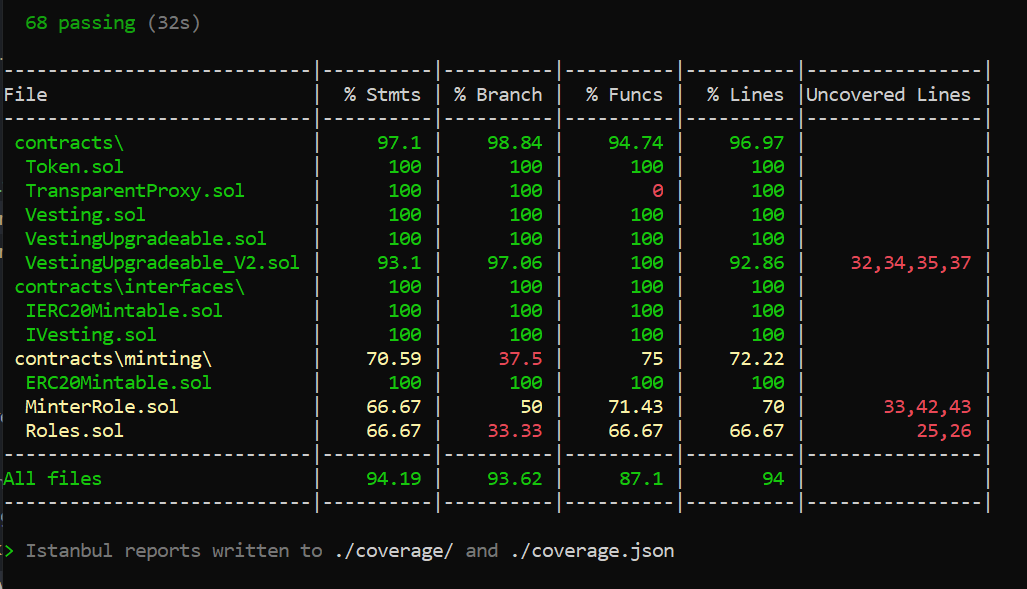 68 passing (32s)
----------------------------|----------|----------|----------|----------|----------------|
File                        |  % Stmts | % Branch |  % Funcs |  % Lines |Uncovered Lines |
----------------------------|----------|----------|----------|----------|----------------|
 contracts\                 |     97.1 |    98.84 |    94.74 |    96.97 |                |
  Token.sol                 |      100 |      100 |      100 |      100 |                |
  TransparentProxy.sol      |      100 |      100 |        0 |      100 |                |
  Vesting.sol               |      100 |      100 |      100 |      100 |                |
  VestingUpgradeable.sol    |      100 |      100 |      100 |      100 |                |
  VestingUpgradeable_V2.sol |     93.1 |    97.06 |      100 |    92.86 |    32,34,35,37 |
 contracts\interfaces\      |      100 |      100 |      100 |      100 |                |
  IERC20Mintable.sol        |      100 |      100 |      100 |      100 |                |
  IVesting.sol              |      100 |      100 |      100 |      100 |                |
 contracts\minting\         |    70.59 |     37.5 |       75 |    72.22 |                |
  ERC20Mintable.sol         |      100 |      100 |      100 |      100 |                |
  MinterRole.sol            |    66.67 |       50 |    71.43 |       70 |       33,42,43 |
  Roles.sol                 |    66.67 |    33.33 |    66.67 |    66.67 |          25,26 |
----------------------------|----------|----------|----------|----------|----------------|
All files                   |    94.19 |    93.62 |     87.1 |       94 |                |
----------------------------|----------|----------|----------|----------|----------------|
> Istanbul reports written to ./coverage/ and ./coverage.json